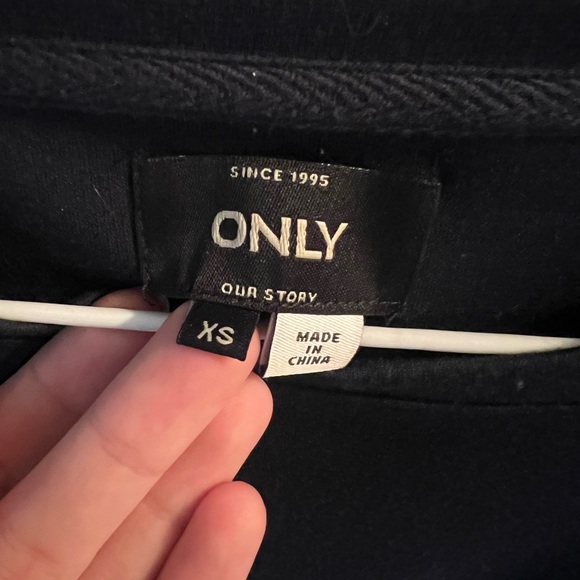 SINCE 1995
ONLY
OUR STORY
XS
MADE
IN
CHINA